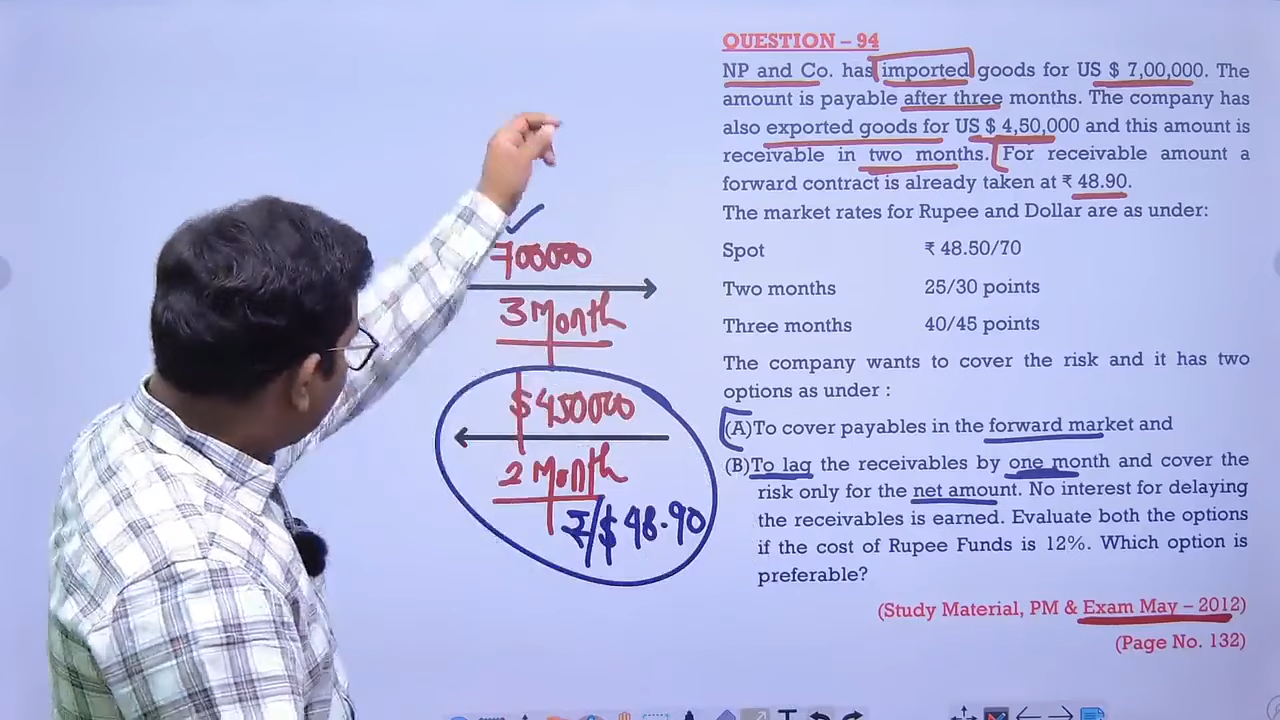 QUESTION – 94
NP and Co. has imported goods for US $ 7,00,000. The
amount is payable after three months. The company has
also exported goods for US $ 4,50,000 and this amount is
receivable in two months. For receivable amount a
forward contract is already taken at ₹ 48.90.
The market rates for Rupee and Dollar are as under:
Spot ₹ 48.50/70
Two months 25/30 points
Three months 40/45 points
The company wants to cover the risk and it has two
options as under :
(A)To cover payables in the forward market and
(B)To lag the receivables by one month and cover the
risk only for the net amount. No interest for delaying
the receivables is earned. Evaluate both the options
if the cost of Rupee Funds is 12%. Which option is
preferable?
(Study Material, PM & Exam May – 2012)
(Page No. 132)
700000
3 Month
$ 450000
2 Month
₹/$ 48.90